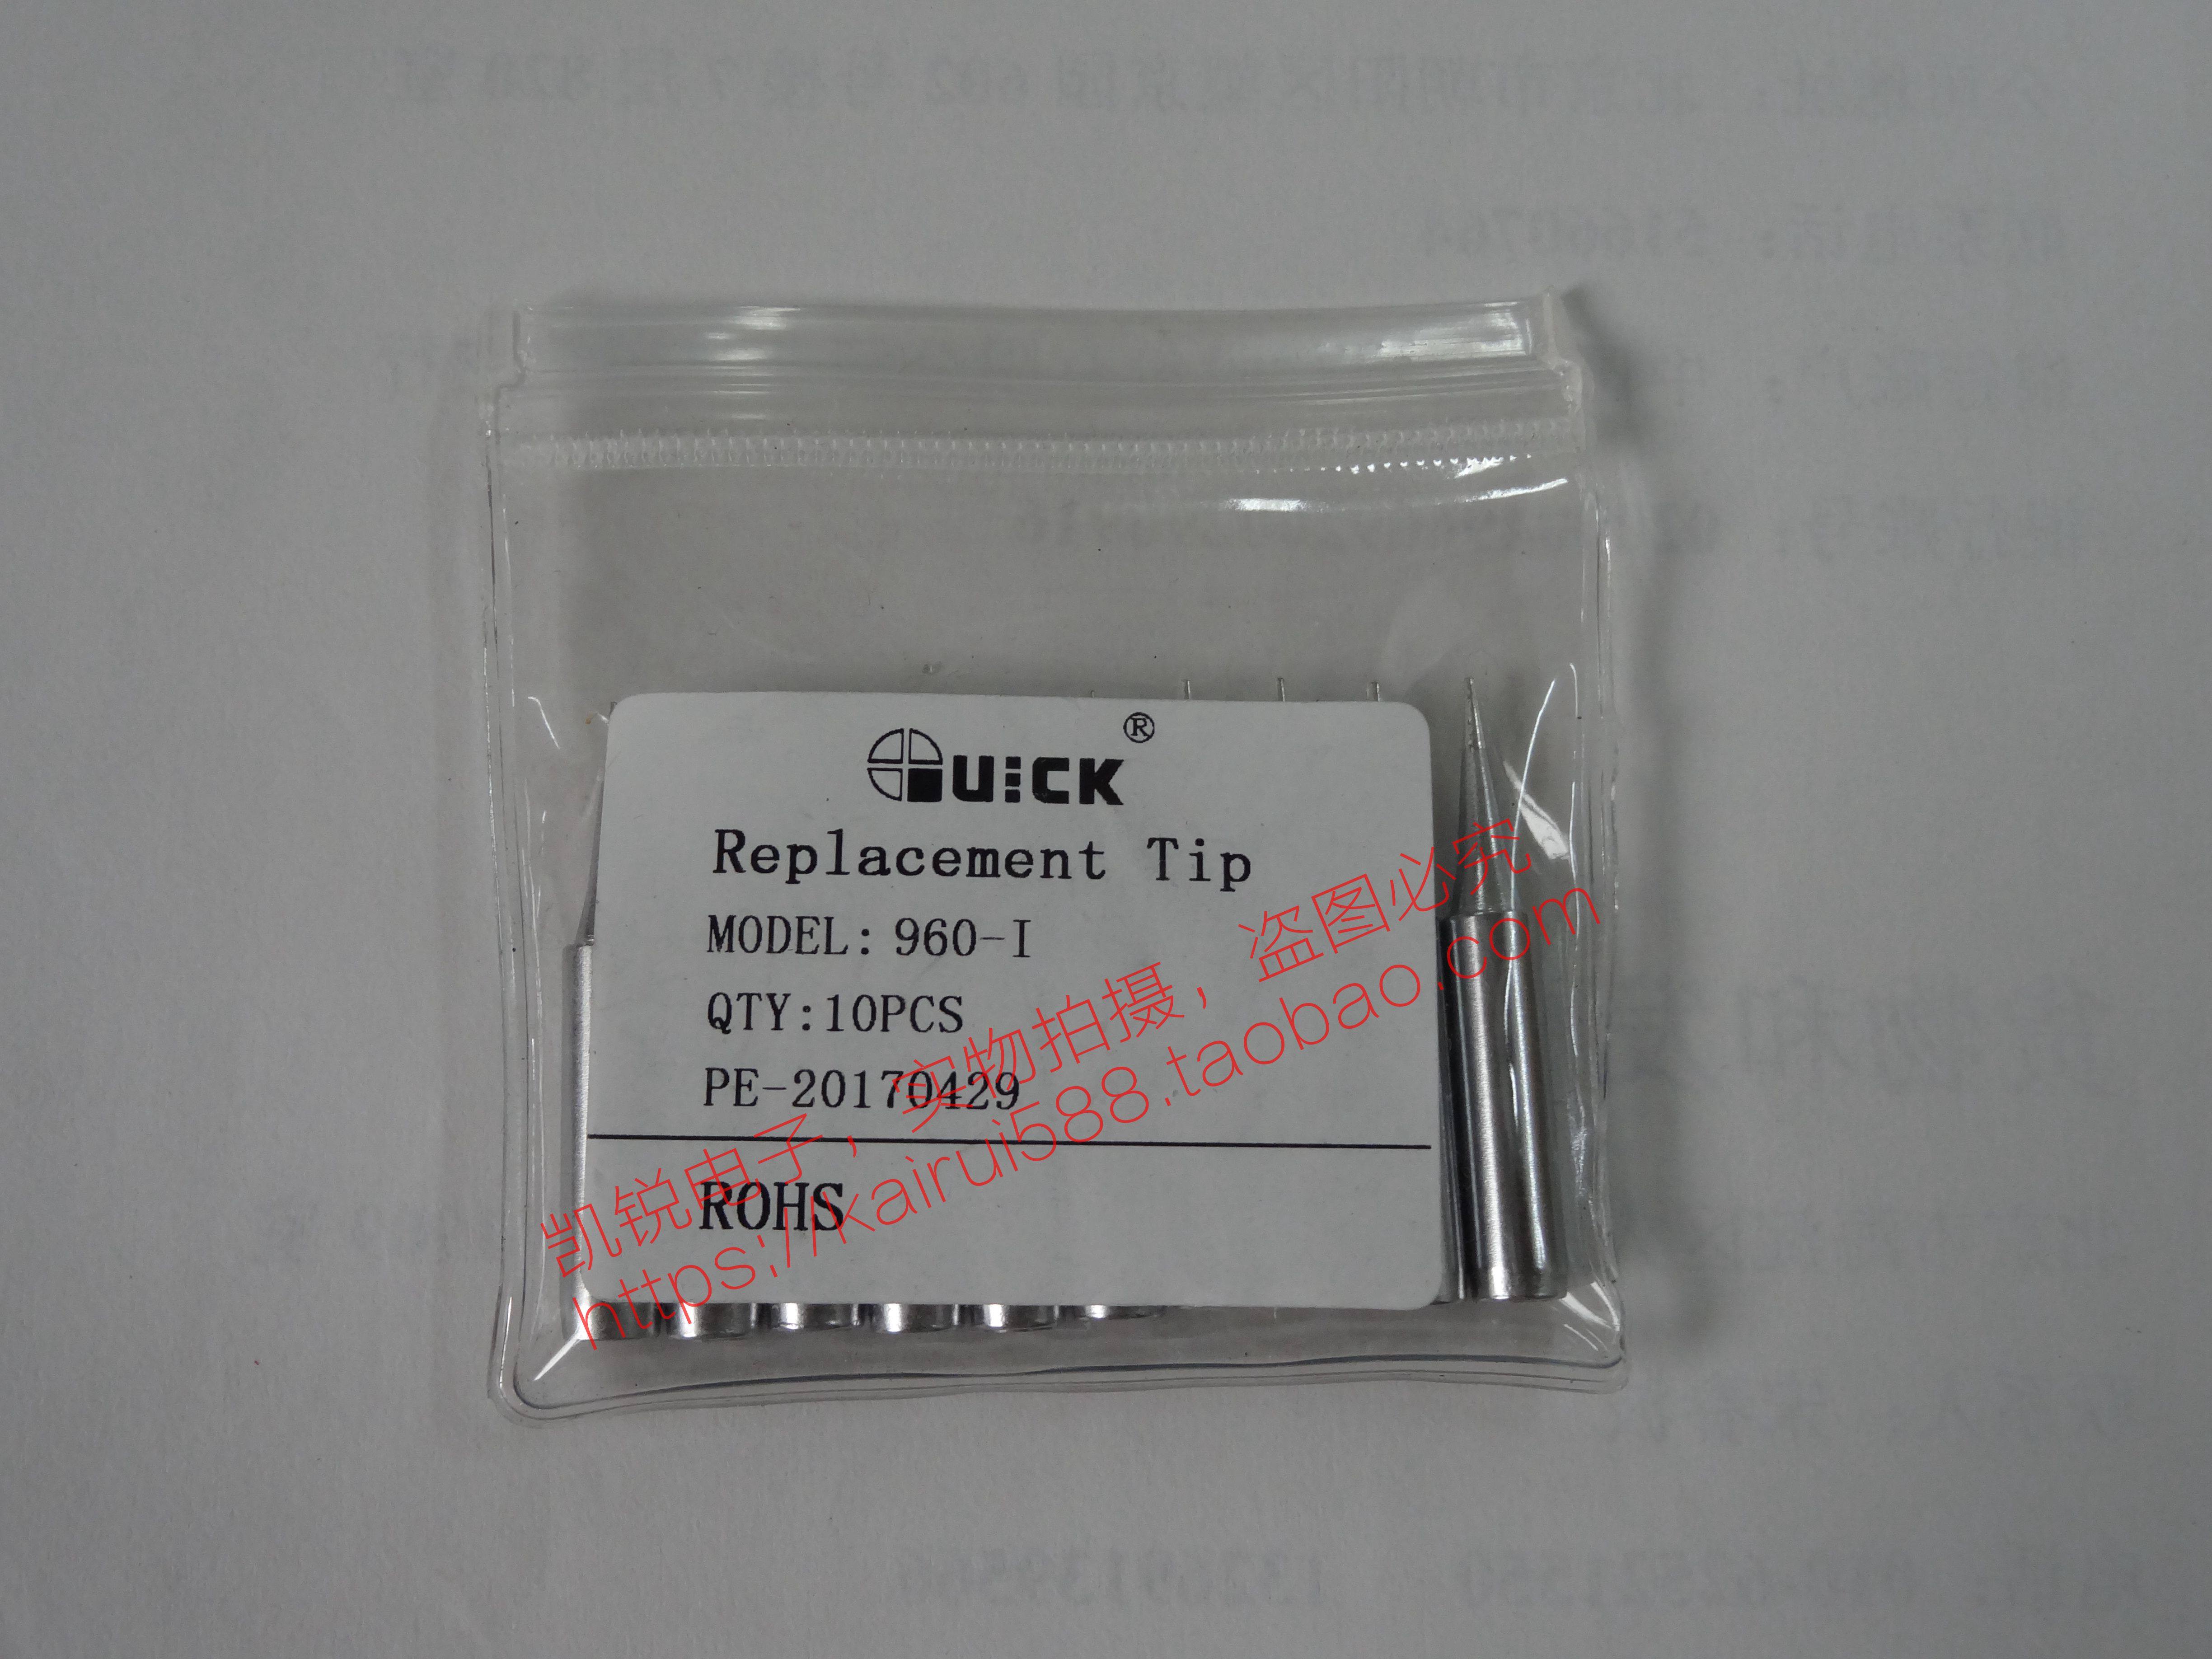 QUICK®
Replacement Tip
MODEL: 960-I
QTY:10PCS
PE-20170429
ROHS
凯锐电子，实物拍摄，盗图必究
https://kairui588.taobao.com